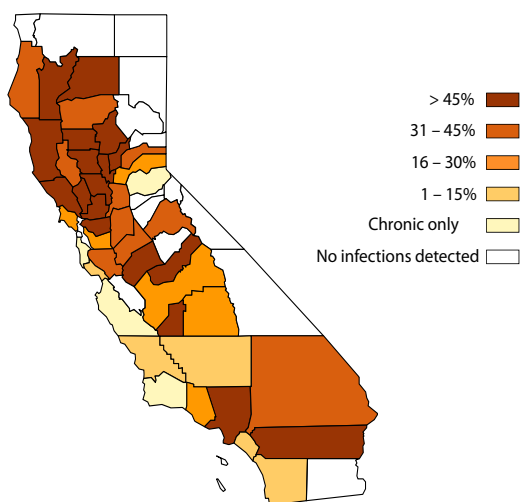 > 45%
31 – 45%
16 – 30%
1 – 15%
Chronic only
No infections detected